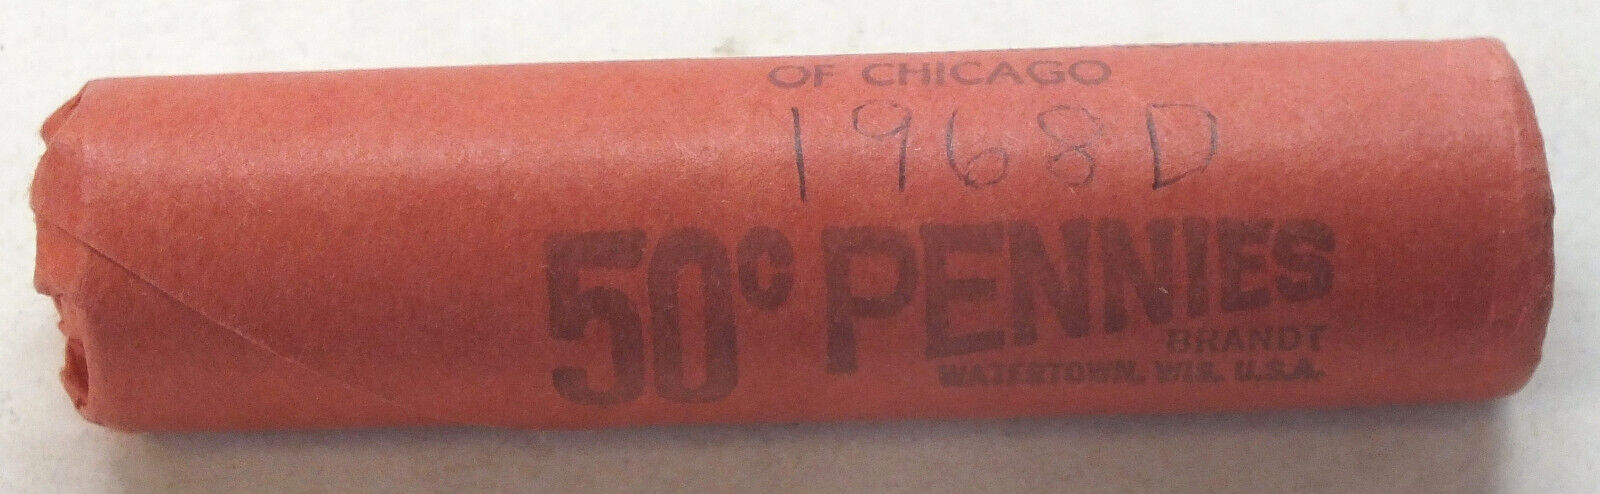 OF CHICAGO
1968D
50¢ PENNIES
BRANDT
WATERTOWN, WIS. U.S.A.